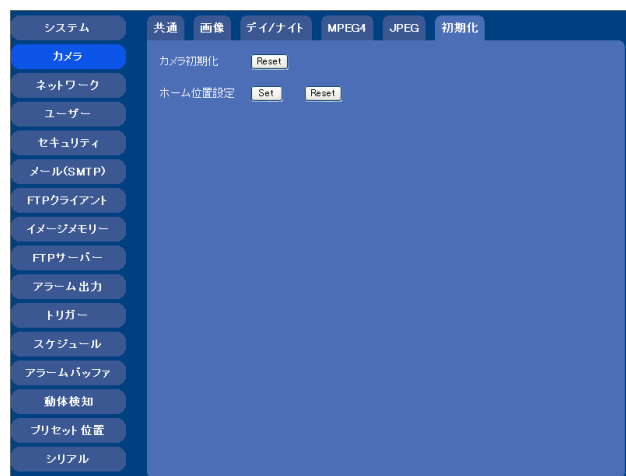 システム
カメラ
ネットワーク
ユーザー
セキュリティ
メール(SMTP)
FTPクライアント
イメージメモリー
FTPサーバー
アラーム出力
トリガー
スケジュール
アラームバッファ
動体検知
プリセット位置
シリアル
共通 画像 デイ/ナイト MPEG4 JPEG 初期化
カメラ初期化 Reset
ホーム位置設定 Set Reset